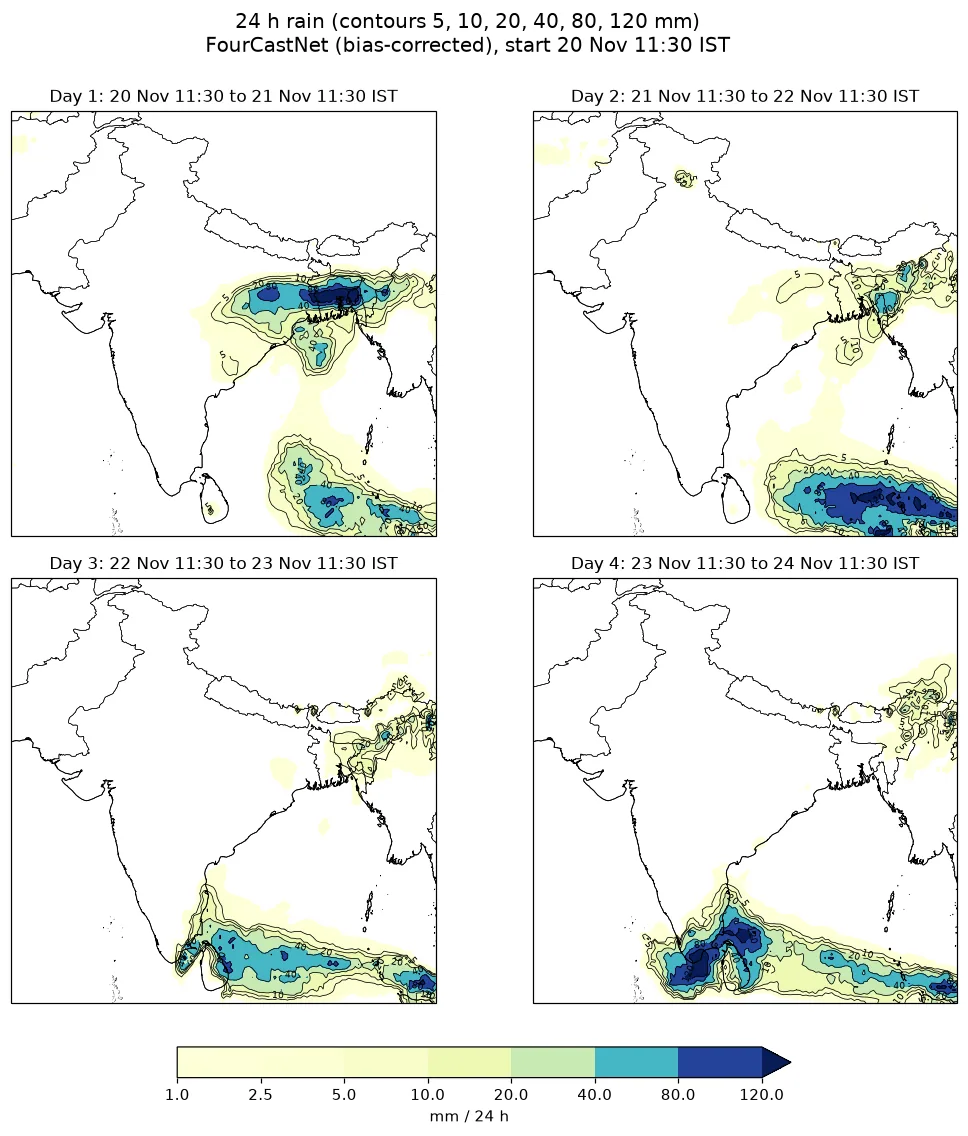 24 h rain (contours 5, 10, 20, 40, 80, 120 mm)
FourCastNet (bias-corrected), start 20 Nov 11:30 IST
Day 1: 20 Nov 11:30 to 21 Nov 11:30 IST
Day 2: 21 Nov 11:30 to 22 Nov 11:30 IST
Day 3: 22 Nov 11:30 to 23 Nov 11:30 IST
Day 4: 23 Nov 11:30 to 24 Nov 11:30 IST
1.0 2.5 5.0 10.0 20.0 40.0 80.0 120.0
mm / 24 h